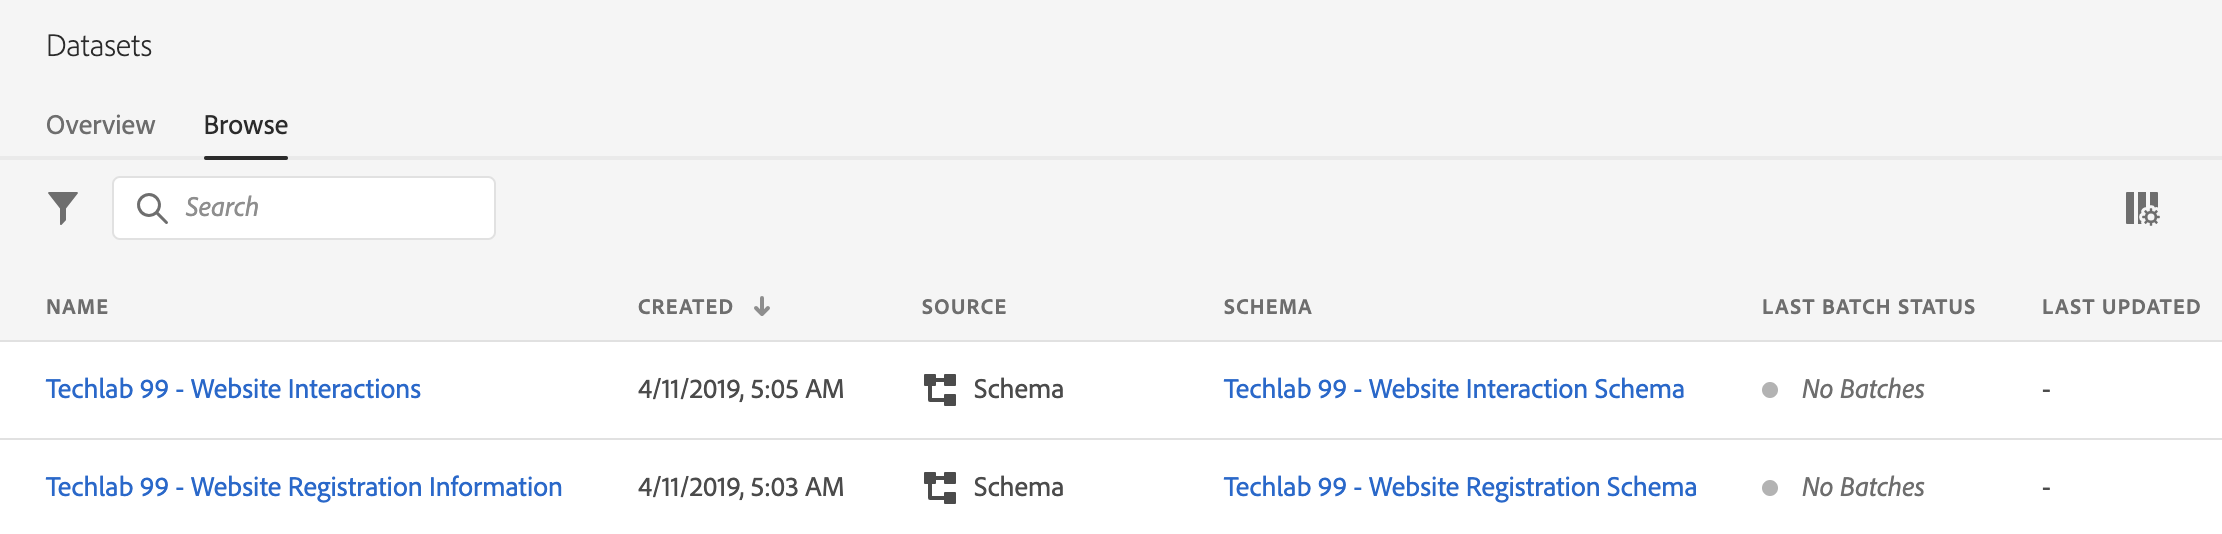 Datasets
Overview Browse
Search
NAME CREATED SOURCE SCHEMA LAST BATCH STATUS LAST UPDATED
Techlab 99 - Website Interactions 4/11/2019, 5:05 AM Schema Techlab 99 - Website Interaction Schema No Batches -
Techlab 99 - Website Registration Information 4/11/2019, 5:03 AM Schema Techlab 99 - Website Registration Schema No Batches -